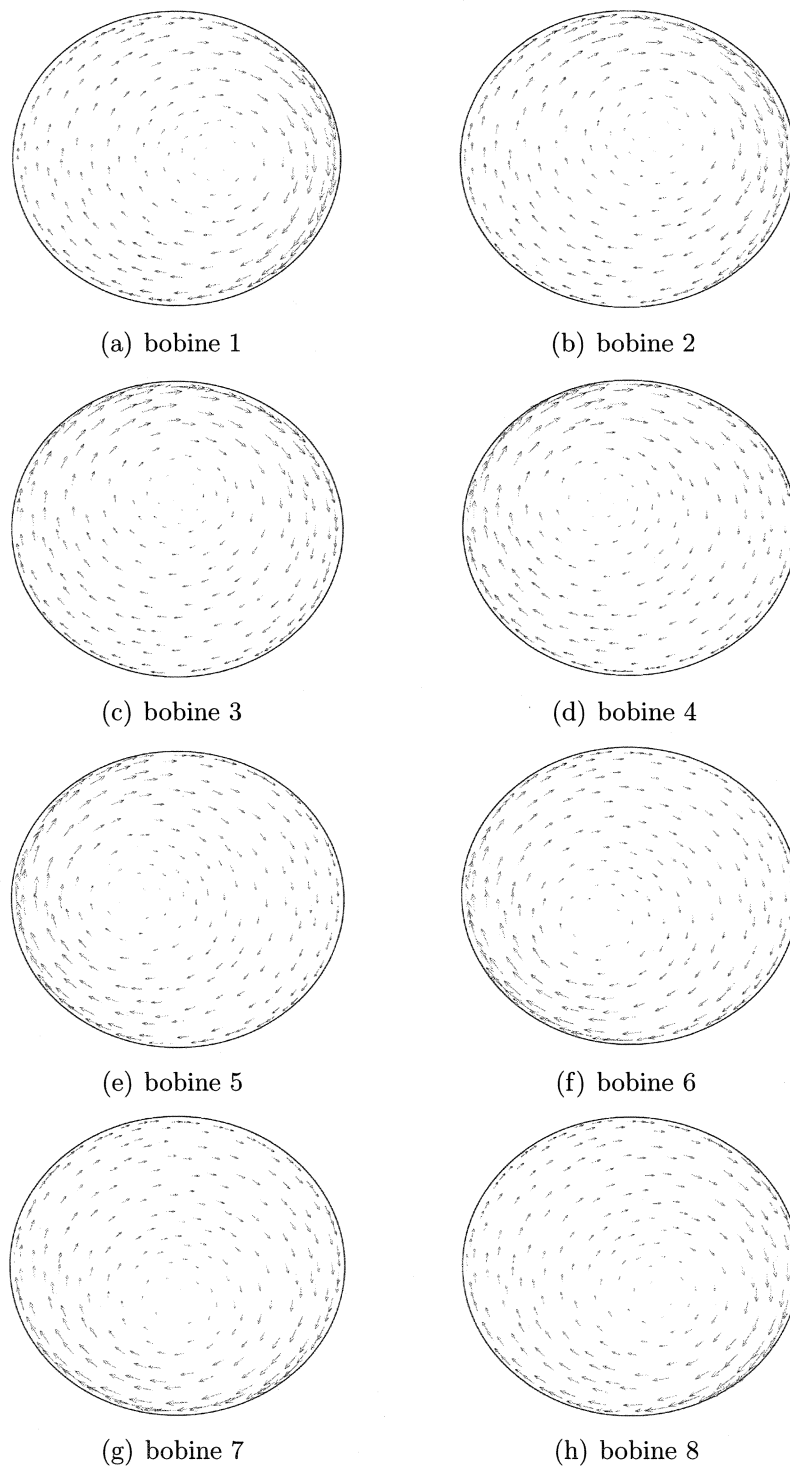 (a) bobine 1
(b) bobine 2
(c) bobine 3
(d) bobine 4
(e) bobine 5
(f) bobine 6
(g) bobine 7
(h) bobine 8